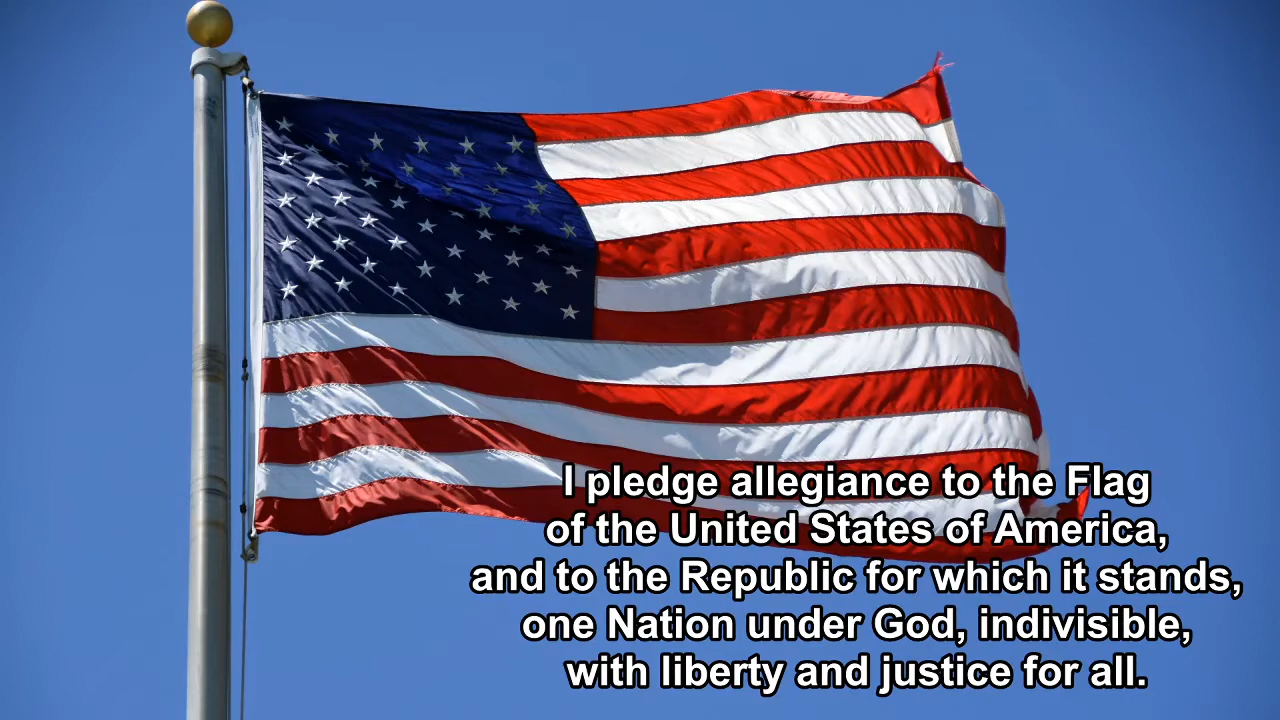 I pledge allegiance to the Flag
of the United States of America,
and to the Republic for which it stands,
one Nation under God, indivisible,
with liberty and justice for all.